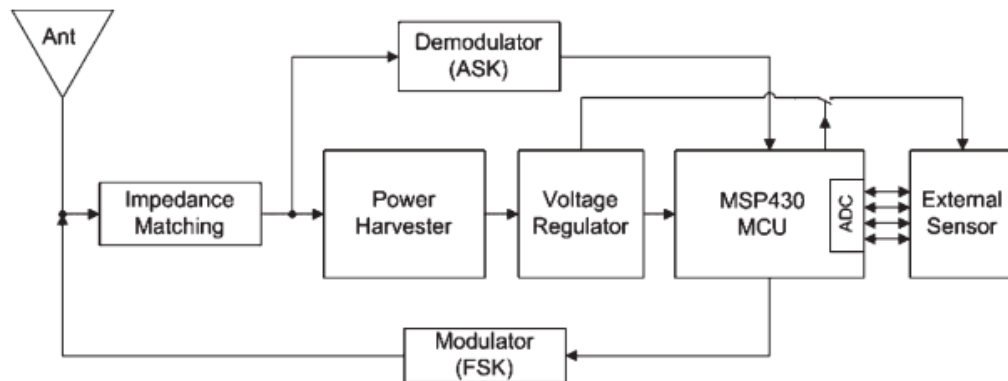 Ant
Demodulator
(ASK)
Impedance
Matching
Power
Harvester
Voltage
Regulator
MSP430
MCU
ADC
External
Sensor
Modulator
(FSK)